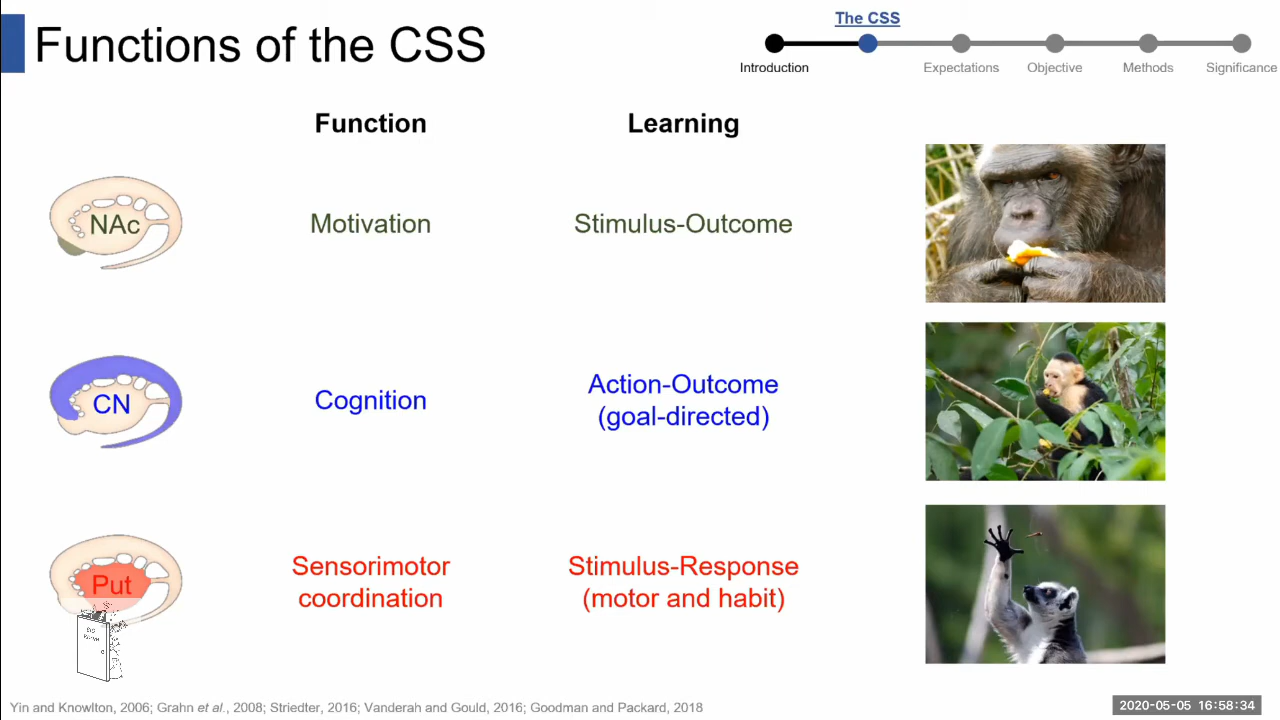 Functions of the CSS
The CSS
Introduction
Expectations
Objective
Methods
Significance
Function
Learning
NAc
Motivation
Stimulus-Outcome
CN
Cognition
Action-Outcome
(goal-directed)
Put
Sensorimotor
coordination
Stimulus-Response
(motor and habit)
Yin and Knowlton, 2006; Grahn et al., 2008; Striedter, 2016; Vanderah and Gould, 2016; Goodman and Packard, 2018
2020-05-05 16:58:34